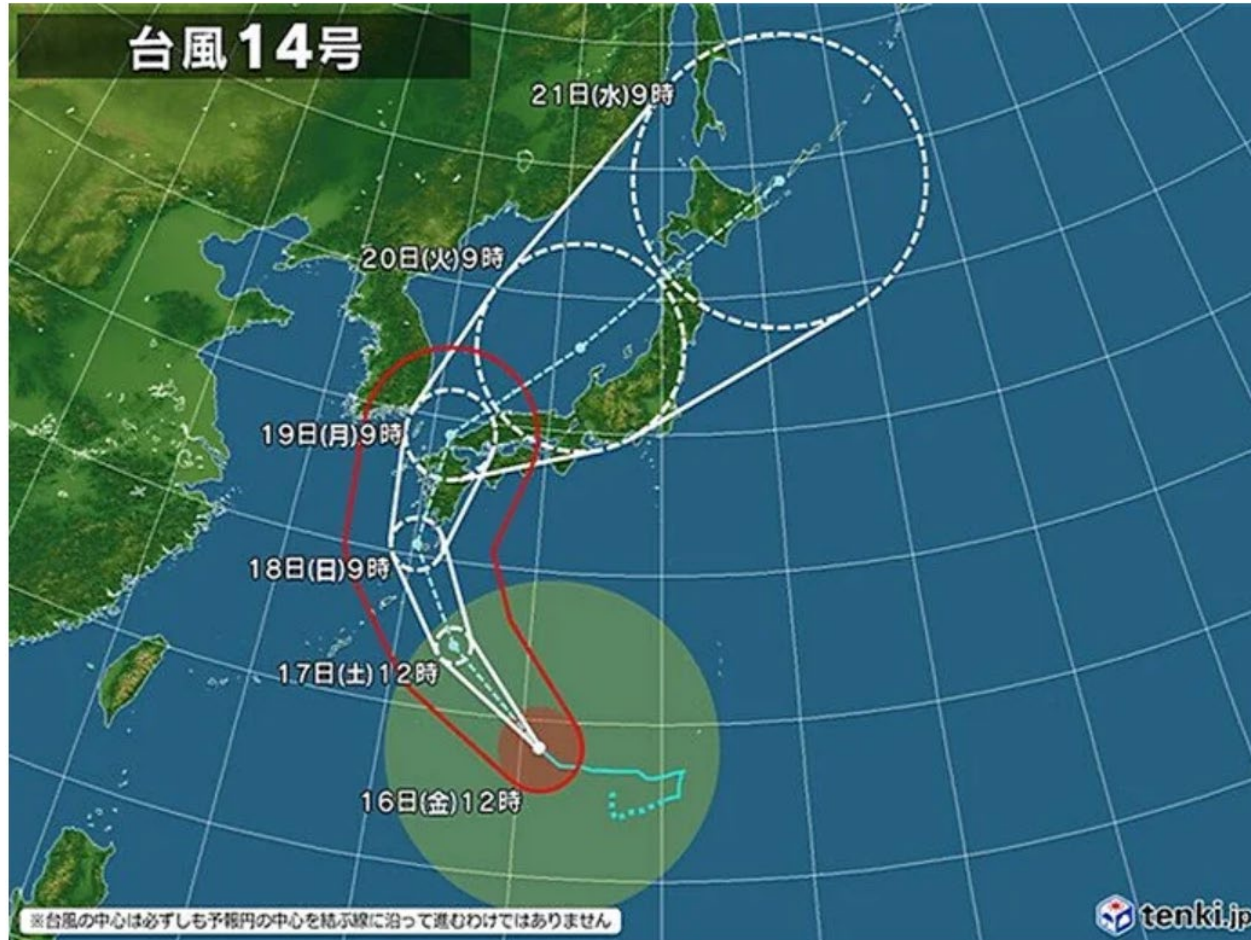 台風14号
21日(水)9時
20日(火)9時
19日(月)9時
18日(日)9時
17日(土)12時
16日(金)12時
※台風の中心は必ずしも予報円の中心を結ぶ線に沿って進むわけではありません
tenki.jp